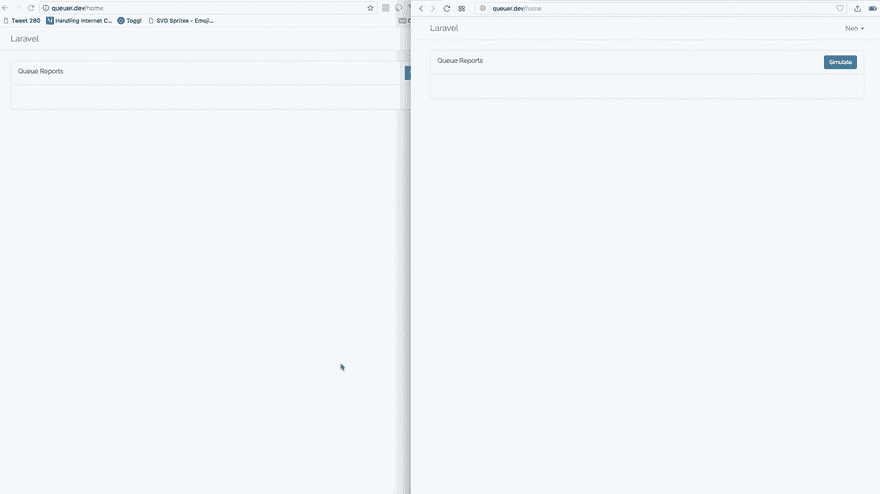 queuer.dev/home
Tweet 280 Handling Internet C... Toggl SVG Sprites - Emoji...
Laravel
Queue Reports
queuer.dev/home
Laravel
Neo
Queue Reports
Simulate